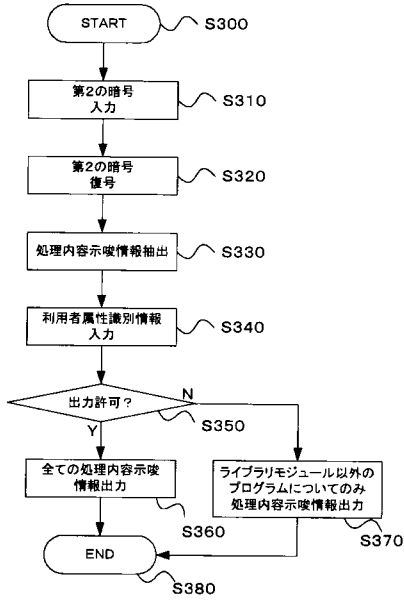 START
S300
第2の暗号
入力
S310
第2の暗号
復号
S320
処理内容示唆情報抽出
S330
利用者属性識別情報
入力
S340
出力許可？
N
S350
Y
全ての処理内容示唆
情報出力
S360
ライブラリモジュール以外の
プログラムについてのみ
処理内容示唆情報出力
S370
END
S380